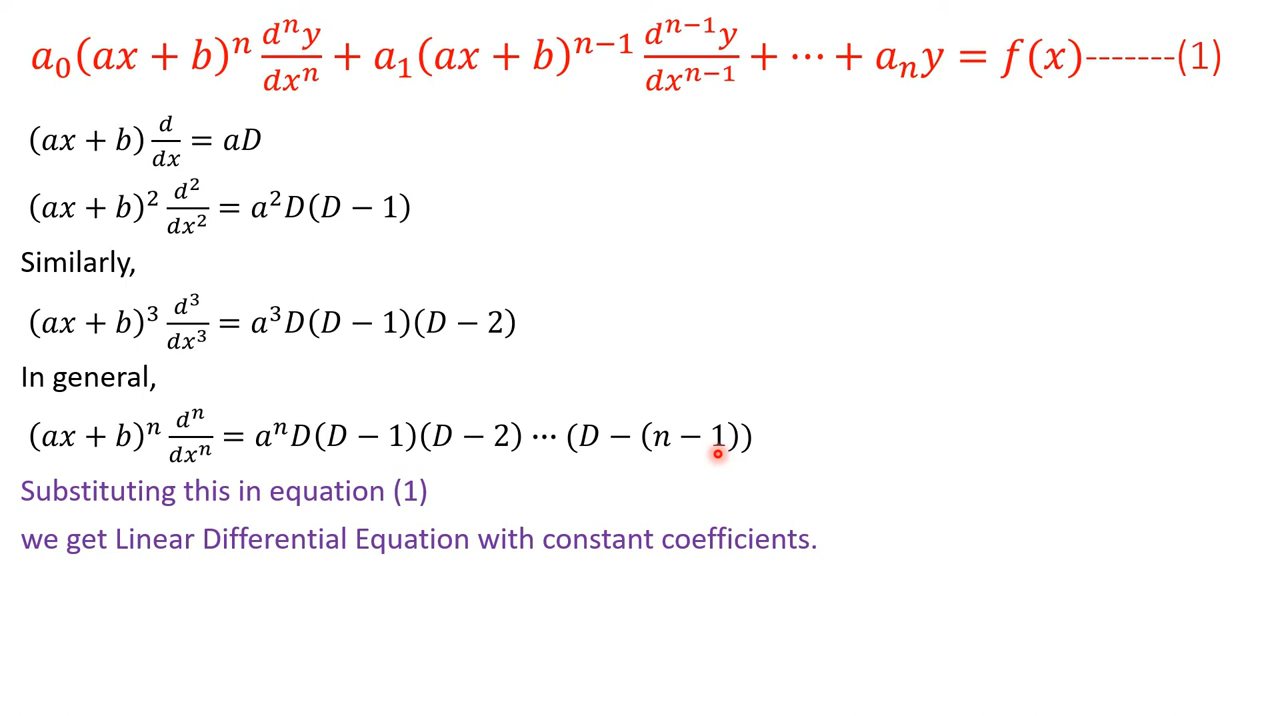 a₀(ax + b)ⁿ dⁿy/dxⁿ + a₁(ax + b)ⁿ⁻¹ dⁿ⁻¹y/dxⁿ⁻¹ + ⋯ + aₙy = f(x)-------(1)
(ax + b) d/dx = aD
(ax + b)² d²/dx² = a²D(D − 1)
Similarly,
(ax + b)³ d³/dx³ = a³D(D − 1)(D − 2)
In general,
(ax + b)ⁿ dⁿ/dxⁿ = aⁿD(D − 1)(D − 2) ⋯ (D − (n − 1))
Substituting this in equation (1)
we get Linear Differential Equation with constant coefficients.